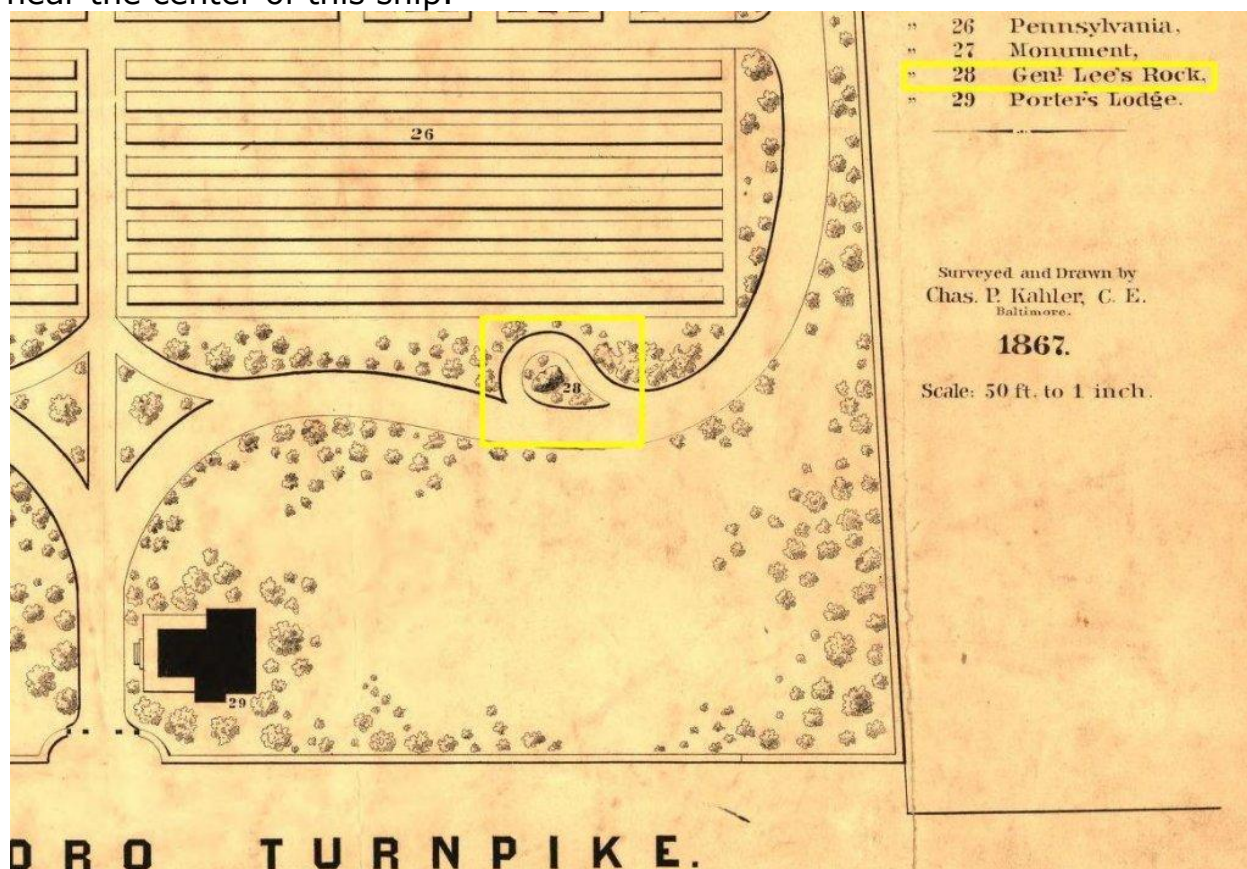 near the center of this snip.
" 26 Pennsylvania,
" 27 Monument,
" 28 Genl. Lee's Rock,
" 29 Porter's Lodge.
26
28
29
Surveyed and Drawn by
Chas. P. Kahler, C. E.
Baltimore.
1867.
Scale: 50 ft. to 1 inch.
ORO TURNPIKE.